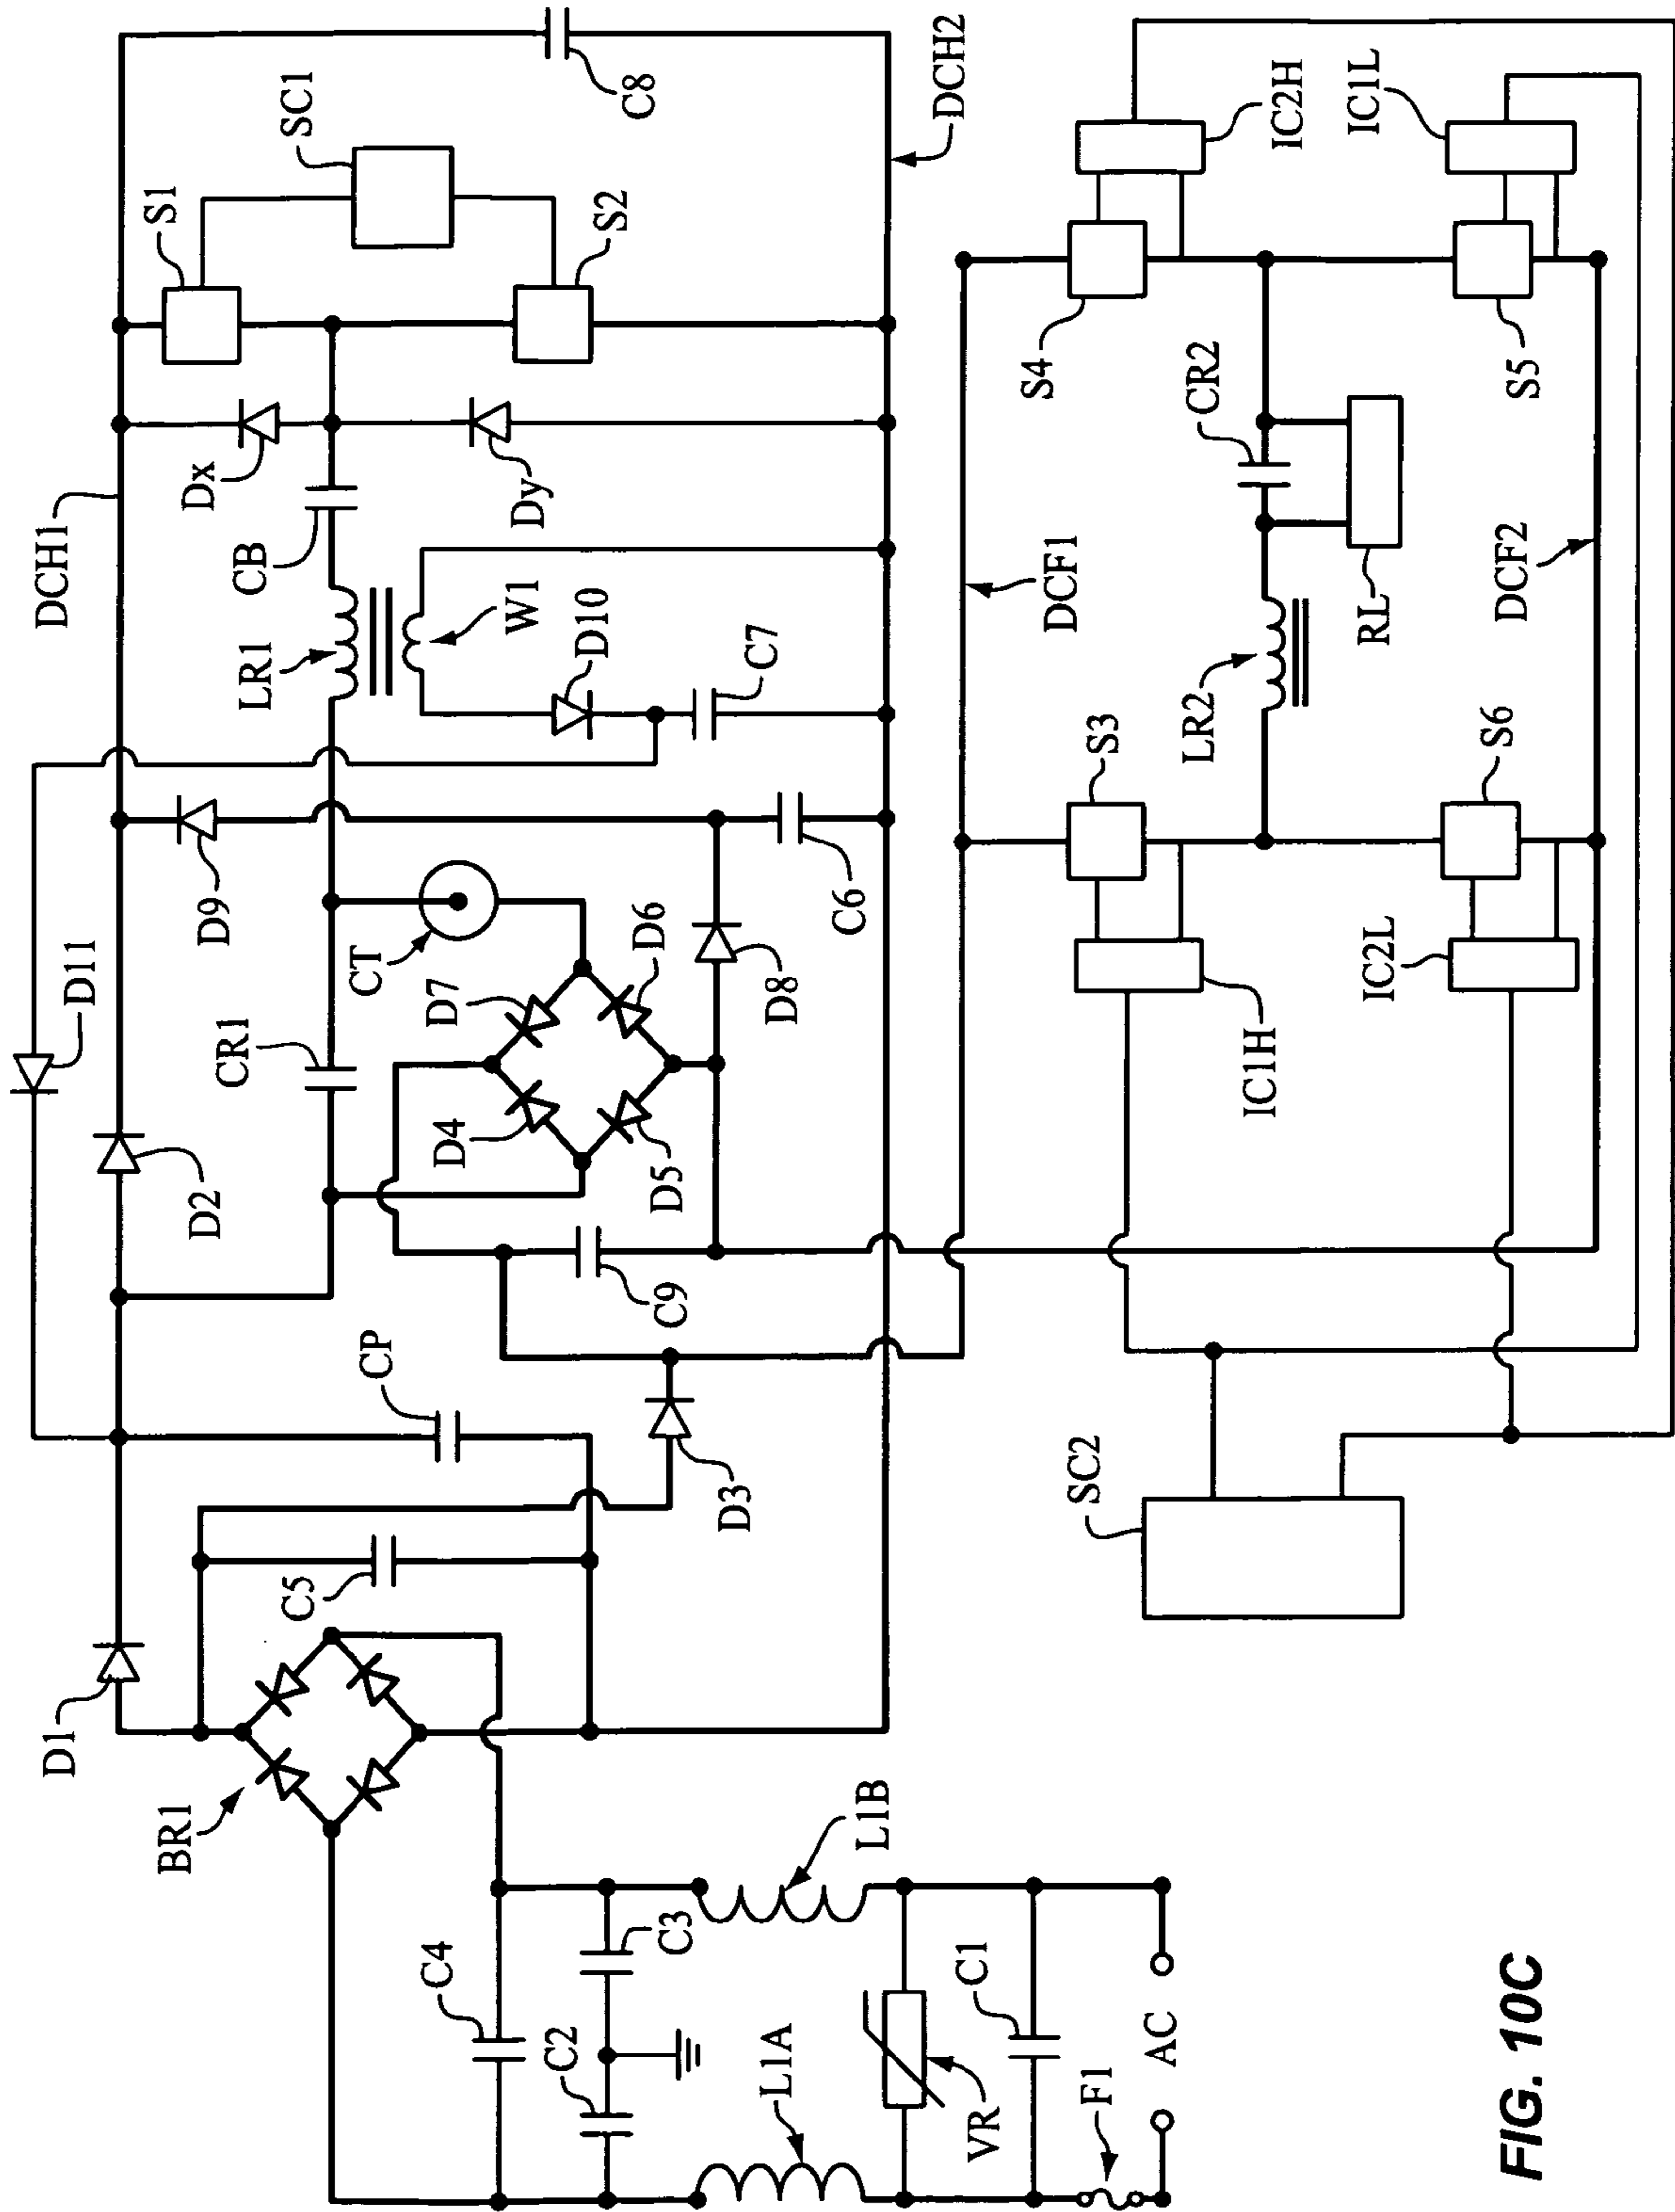 DCH1
D11
D2
D1
BR1
D9
CR1
CT
D7
D6
D4
D5
D8
C6
C9
CP
C5
D3
LR1
CB
Dx
Dy
W1
D10
C7
S1
SC1
S2
C8
DCH2
C4
C2
C3
L1A
L1B
VR
C1
F1
AC
DCF1
S4
IC2H
IC1L
S5
CR2
RL
LR2
DCF2
S3
S6
IC1H
IC2L
SC2
FIG. 10C